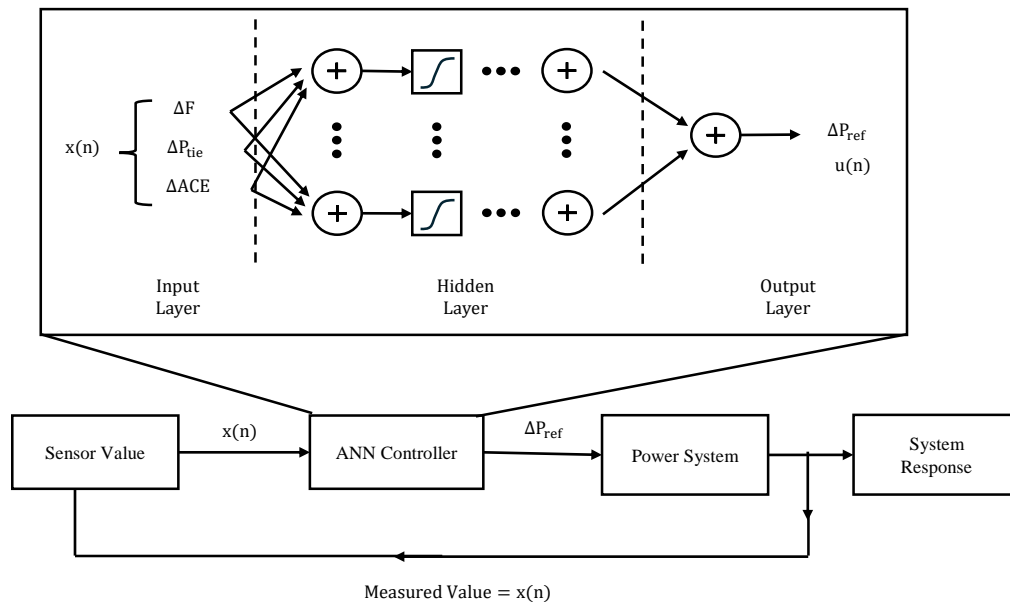 x(n)
ΔF
ΔP_tie
ΔACE
+
+
+
+
+
ΔP_ref
u(n)
Input
Layer
Hidden
Layer
Output
Layer
Sensor Value
x(n)
ANN Controller
ΔP_ref
Power System
System
Response
Measured Value = x(n)